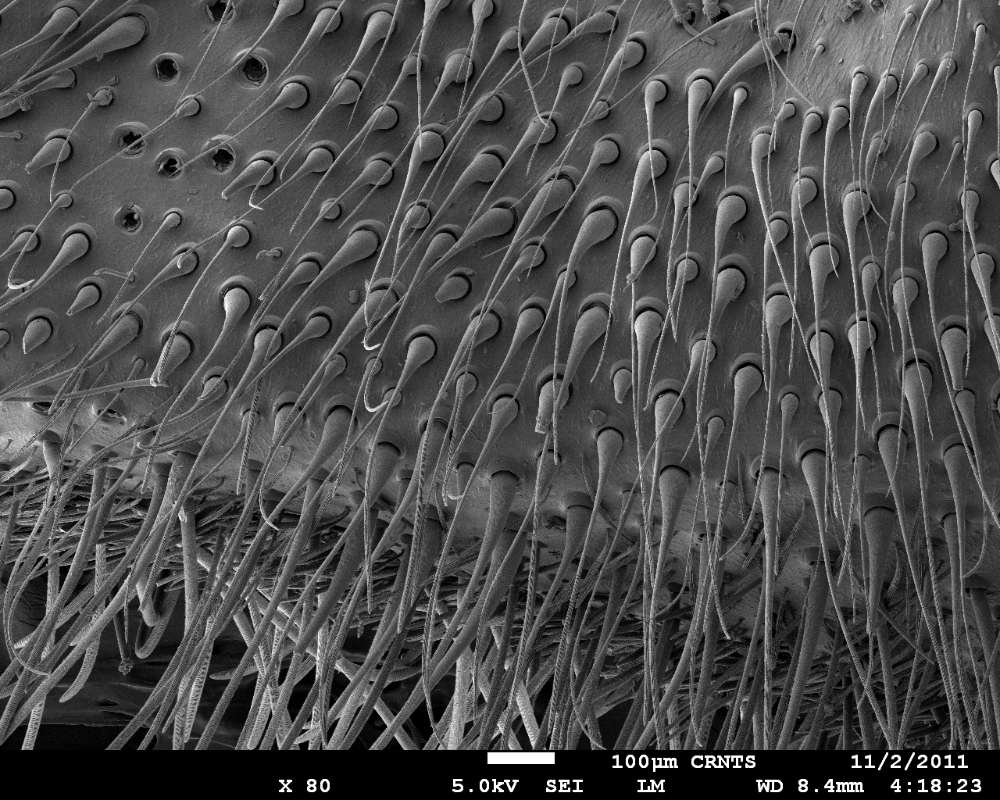 100µm CRNTS 11/2/2011
X 80 5.0kV SEI LM WD 8.4mm 4:18:23